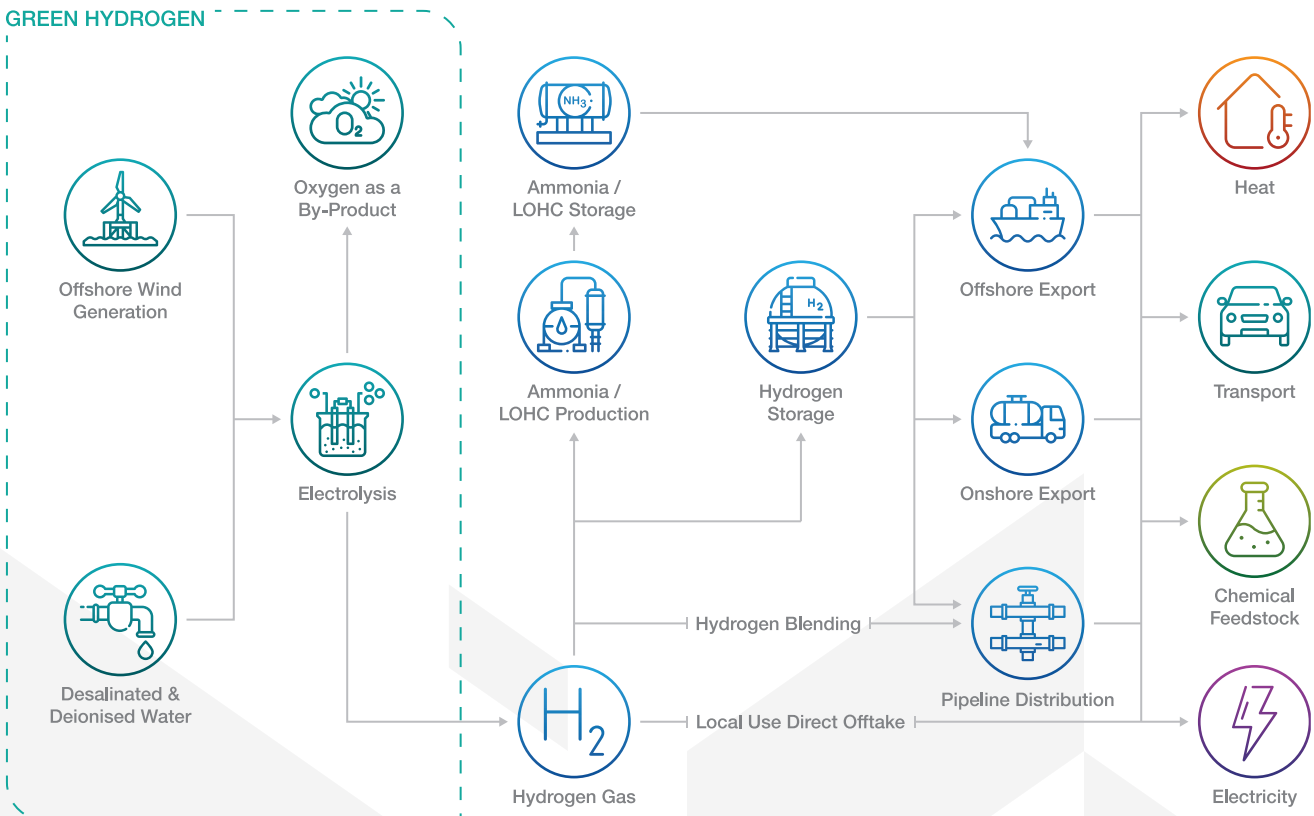 GREEN HYDROGEN
O2
Oxygen as a
By-Product
Offshore Wind
Generation
Electrolysis
Desalinated &
Deionised Water
NH3
Ammonia /
LOHC Storage
Ammonia /
LOHC Production
H2
Hydrogen
Storage
Offshore Export
Onshore Export
Hydrogen Blending
Pipeline Distribution
H2
Local Use Direct Offtake
Hydrogen Gas
Heat
Transport
Chemical
Feedstock
Electricity